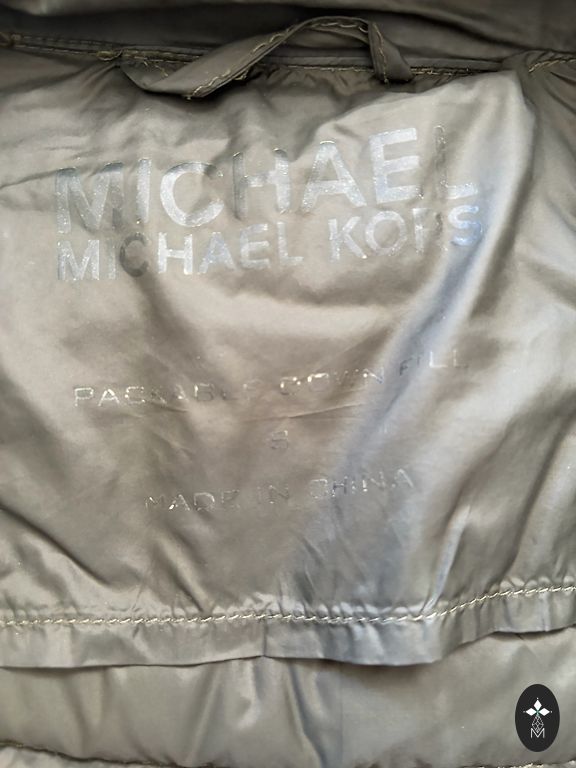 MICHAEL
MICHAEL KORS
PACKABLE DOWN FILL
S
MADE IN CHINA
M